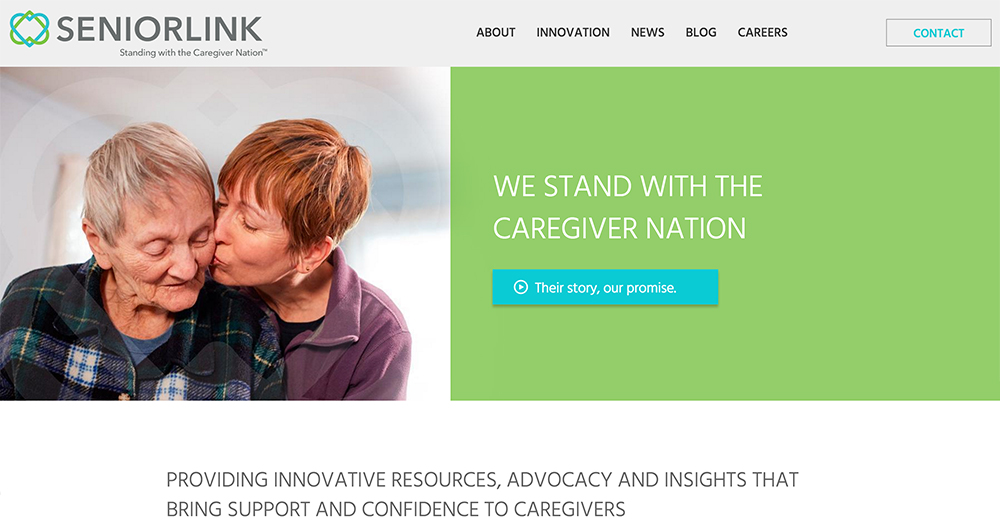 SENIORLINK
Standing with the Caregiver Nation™
ABOUT INNOVATION NEWS BLOG CAREERS
CONTACT
WE STAND WITH THE
CAREGIVER NATION
Their story, our promise.
PROVIDING INNOVATIVE RESOURCES, ADVOCACY AND INSIGHTS THAT
BRING SUPPORT AND CONFIDENCE TO CAREGIVERS